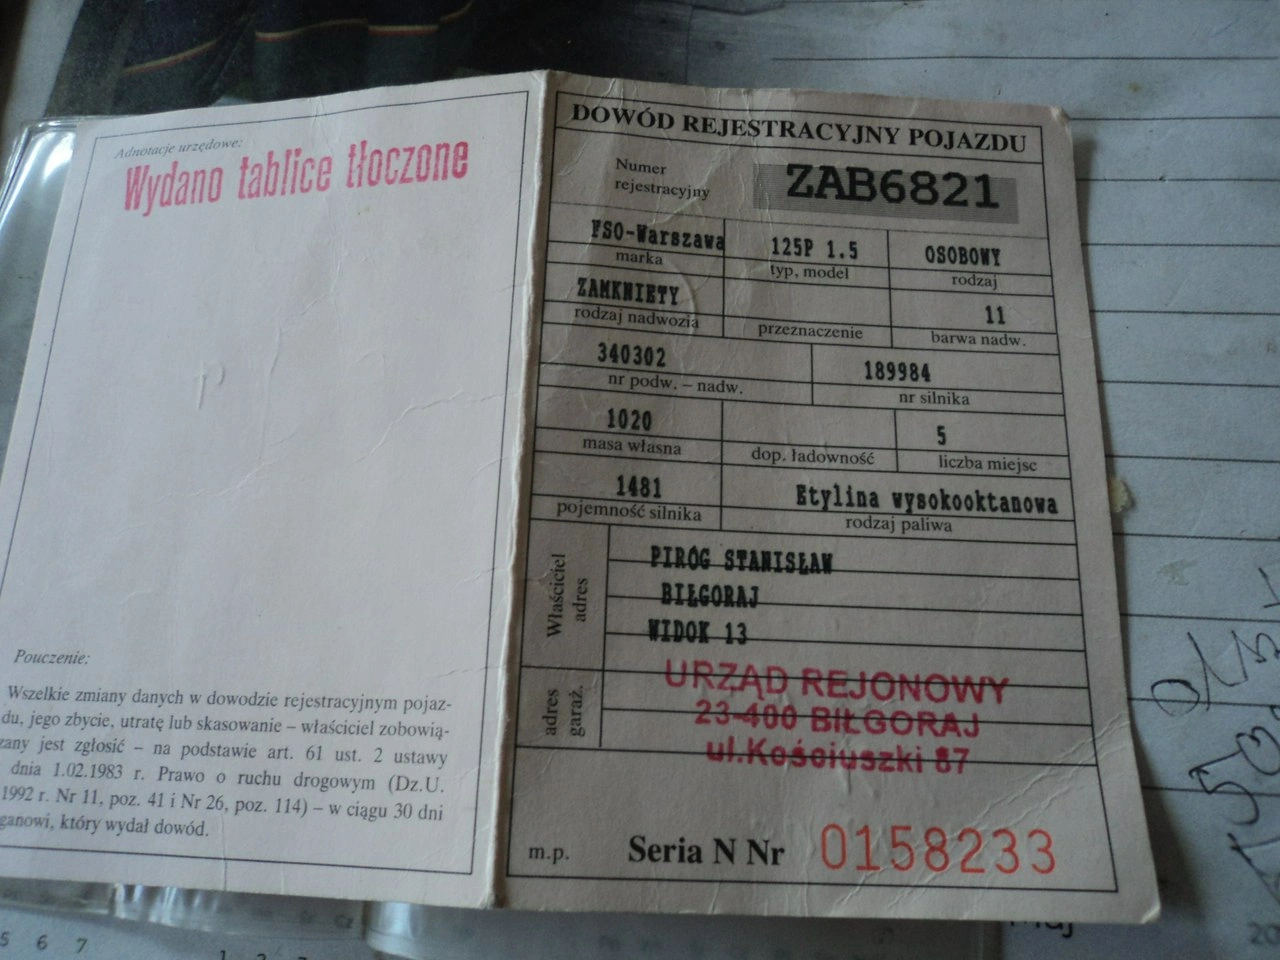 Adnotacje urzędowe:
Wydano tablice tłoczone
Pouczenie:
Wszelkie zmiany danych w dowodzie rejestracyjnym pojaz-
du, jego zbycie, utratę lub skasowanie – właściciel zobowią-
zany jest zgłosić – na podstawie art. 61 ust. 2 ustawy
dnia 1.02.1983 r. Prawo o ruchu drogowym (Dz.U.
1992 r. Nr 11, poz. 41 i Nr 26, poz. 114) – w ciągu 30 dni
ganowi, który wydał dowód.
DOWÓD REJESTRACYJNY POJAZDU
Numer
rejestracyjny
ZAB6821
FSO-Warszawa 125P 1.5 OSOBOWY
marka typ, model rodzaj
ZAMKNIETY 11
rodzaj nadwozia przeznaczenie barwa nadw.
340302 189984
nr podw. – nadw. nr silnika
1020 5
masa własna dop. ładowność liczba miejsc
1481 Etylina wysokooktanowa
pojemność silnika rodzaj paliwa
Właściciel
adres
PIRÓG STANISŁAW
BIŁGORAJ
WIDOK 13
adres
garaż.
URZĄD REJONOWY
23-400 BIŁGORAJ
ul.Kościuszki 87
m.p. Seria N Nr 0158233
5 6 7